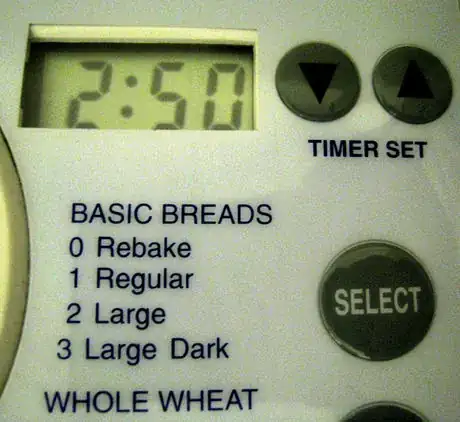 2:50
TIMER SET
BASIC BREADS
0 Rebake
1 Regular
2 Large
3 Large Dark
SELECT
WHOLE WHEAT